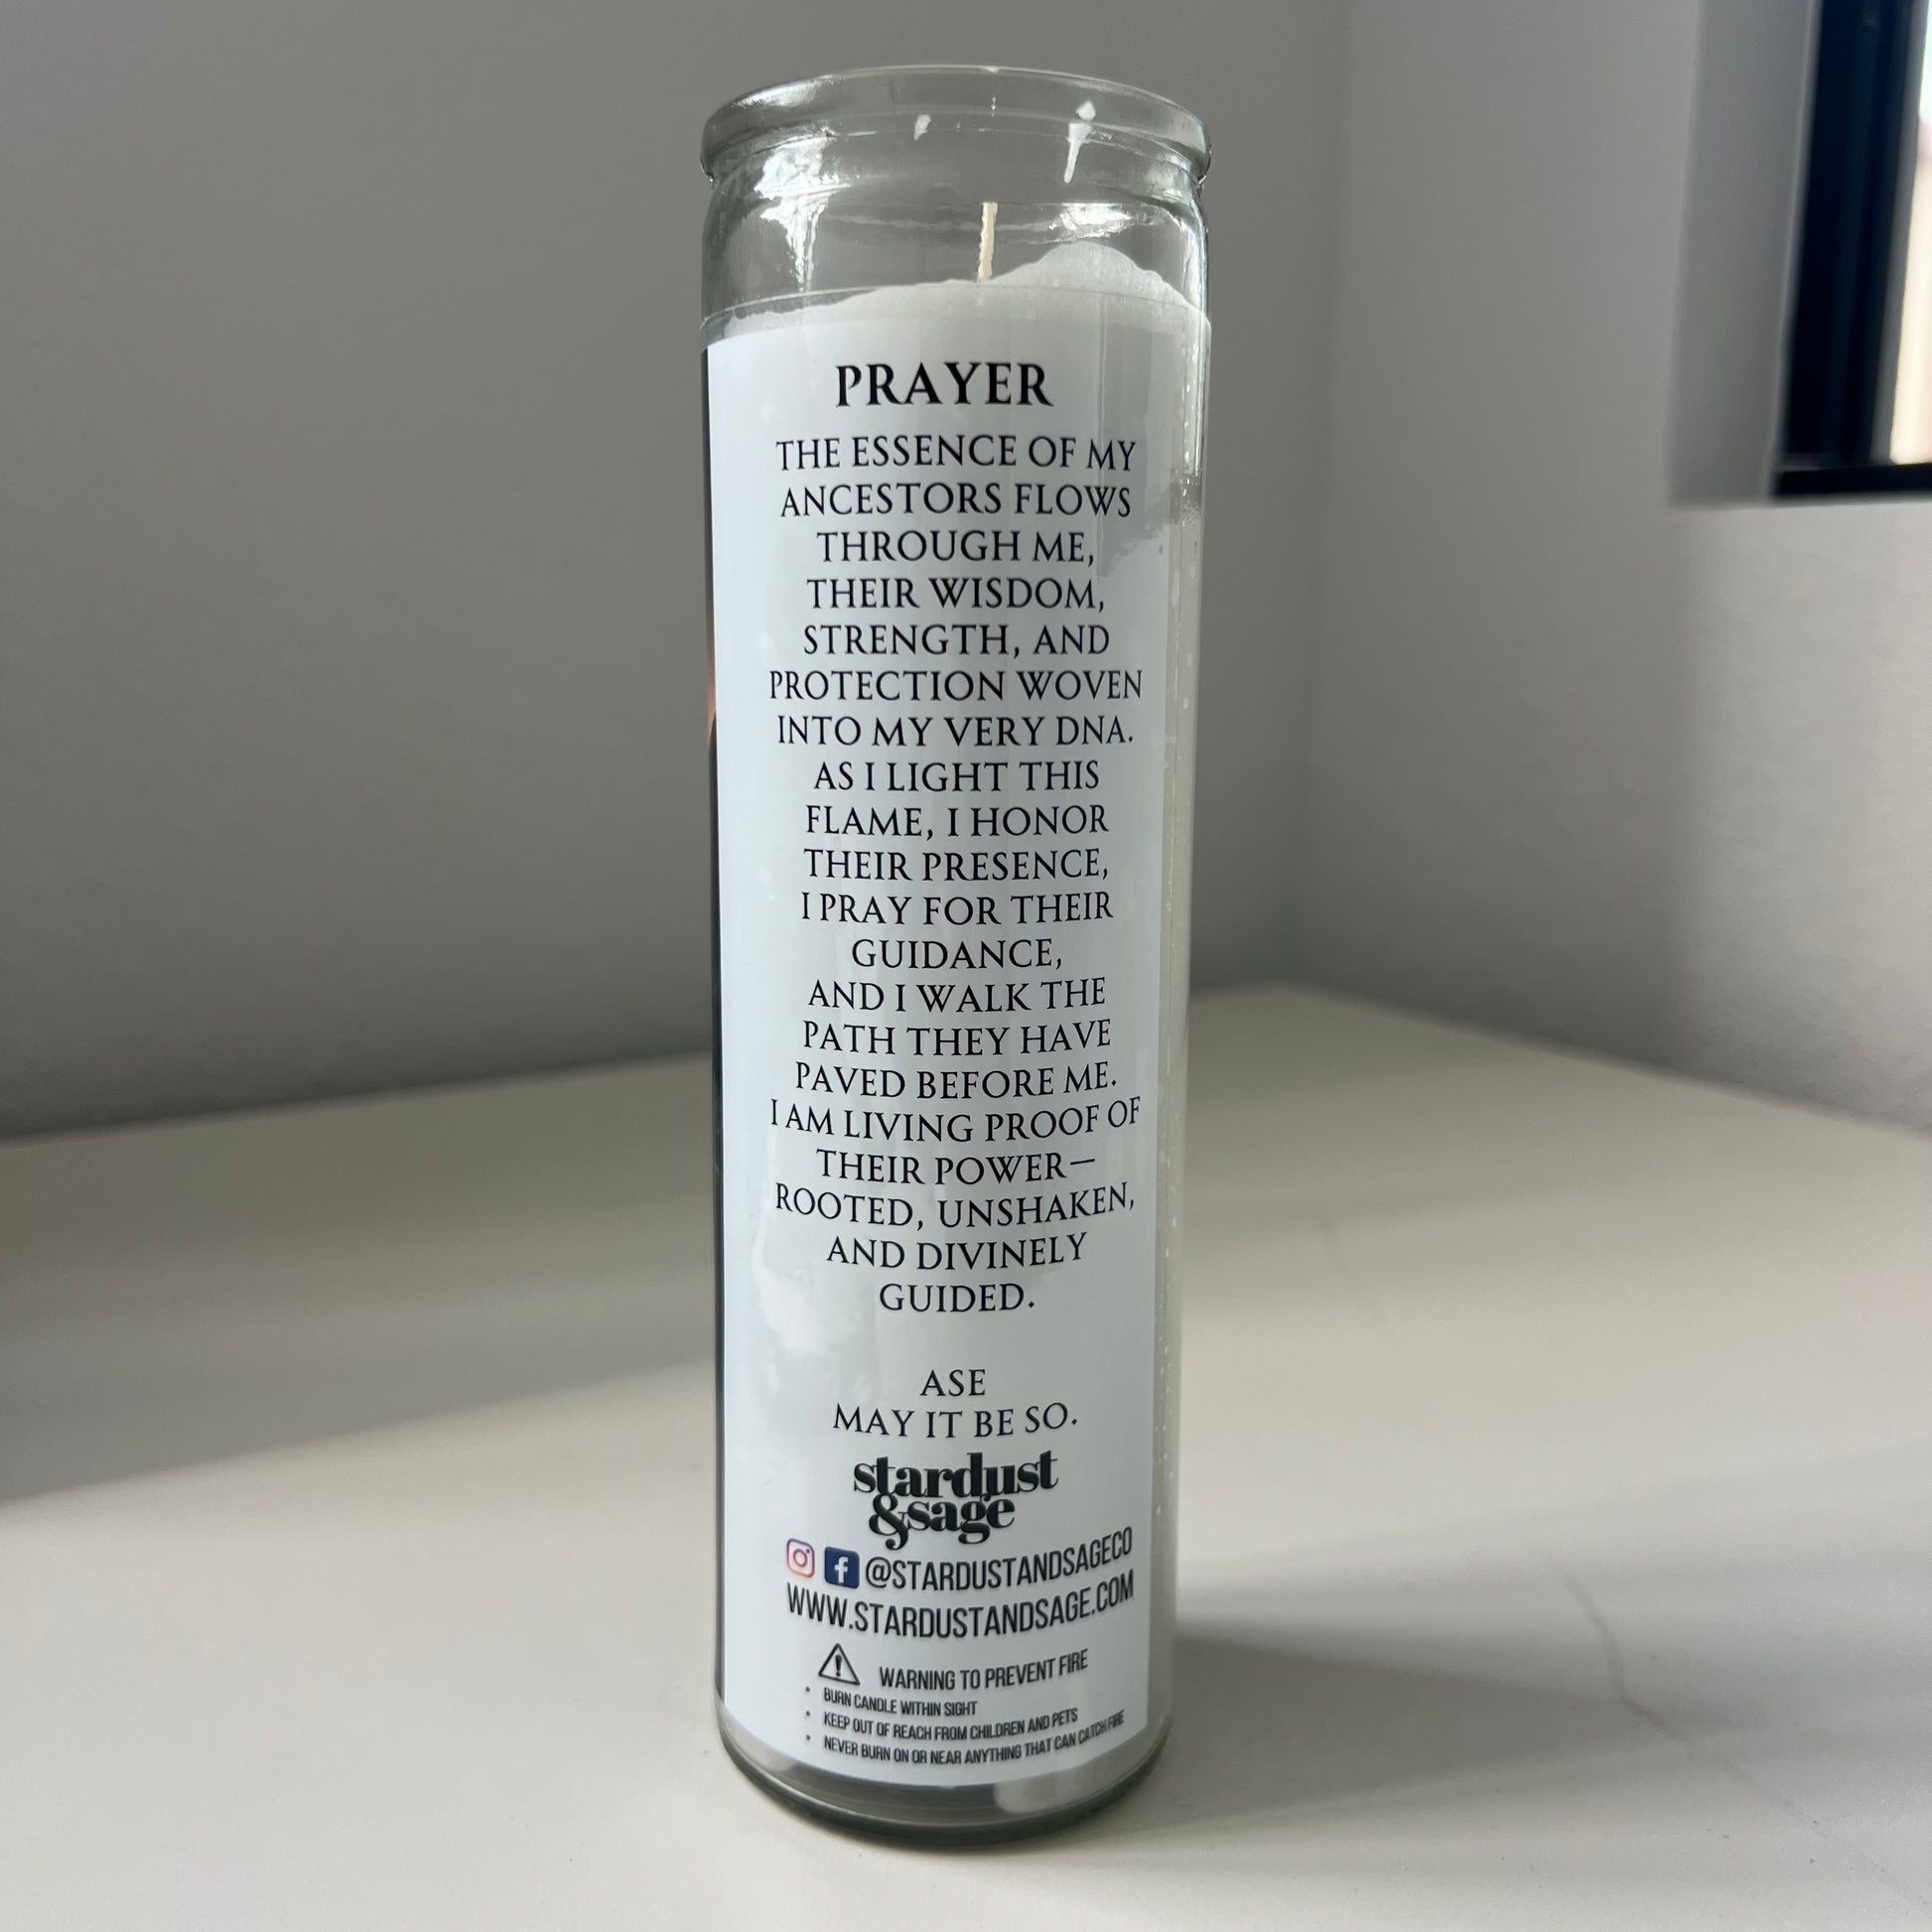 PRAYER
THE ESSENCE OF MY
ANCESTORS FLOWS
THROUGH ME,
THEIR WISDOM,
STRENGTH, AND
PROTECTION WOVEN
INTO MY VERY DNA.
AS I LIGHT THIS
FLAME, I HONOR
THEIR PRESENCE,
I PRAY FOR THEIR
GUIDANCE,
AND I WALK THE
PATH THEY HAVE
PAVED BEFORE ME.
I AM LIVING PROOF OF
THEIR POWER—
ROOTED, UNSHAKEN,
AND DIVINELY
GUIDED.
ASE
MAY IT BE SO.
stardust
&sage
@STARDUSTANDSAGECO
WWW.STARDUSTANDSAGE.COM
WARNING TO PREVENT FIRE
• BURN CANDLE WITHIN SIGHT
• KEEP OUT OF REACH FROM CHILDREN AND PETS
• NEVER BURN ON OR NEAR ANYTHING THAT CAN CATCH FIRE